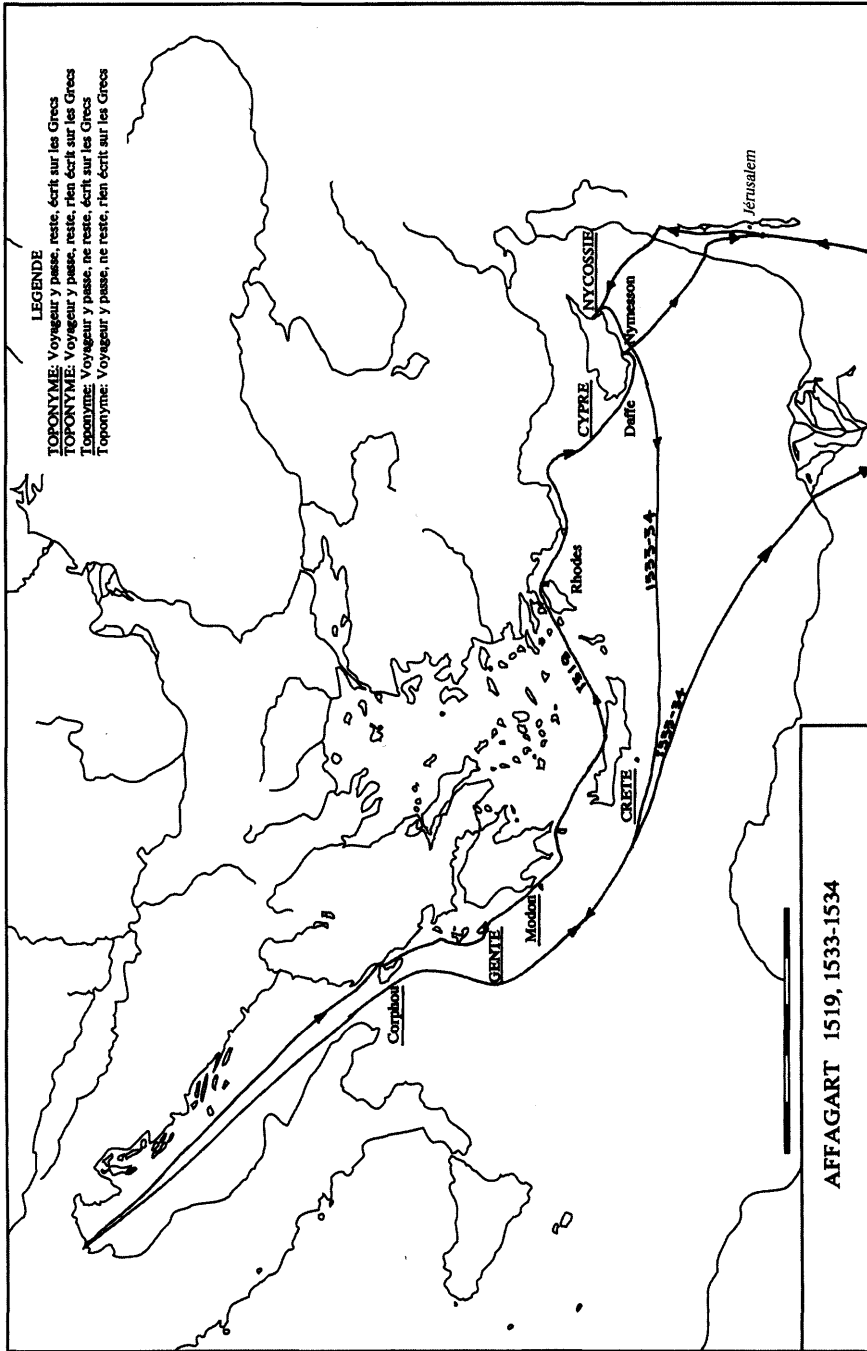 LEGENDE
TOPONYME: Voyageur y passe, reste, écrit sur les Grecs
TOPONYME: Voyageur y passe, reste, rien écrit sur les Grecs
Toponyme: Voyageur y passe, ne reste, écrit sur les Grecs
Toponyme: Voyageur y passe, ne reste, rien écrit sur les Grecs
Corphou
GENTE
Modon
CRETE
1519
Rhodes
CYPRE
Daffe
Nymesson
NYCOSSIE
Jérusalem
1533-34
1533-34
AFFAGART 1519, 1533-1534